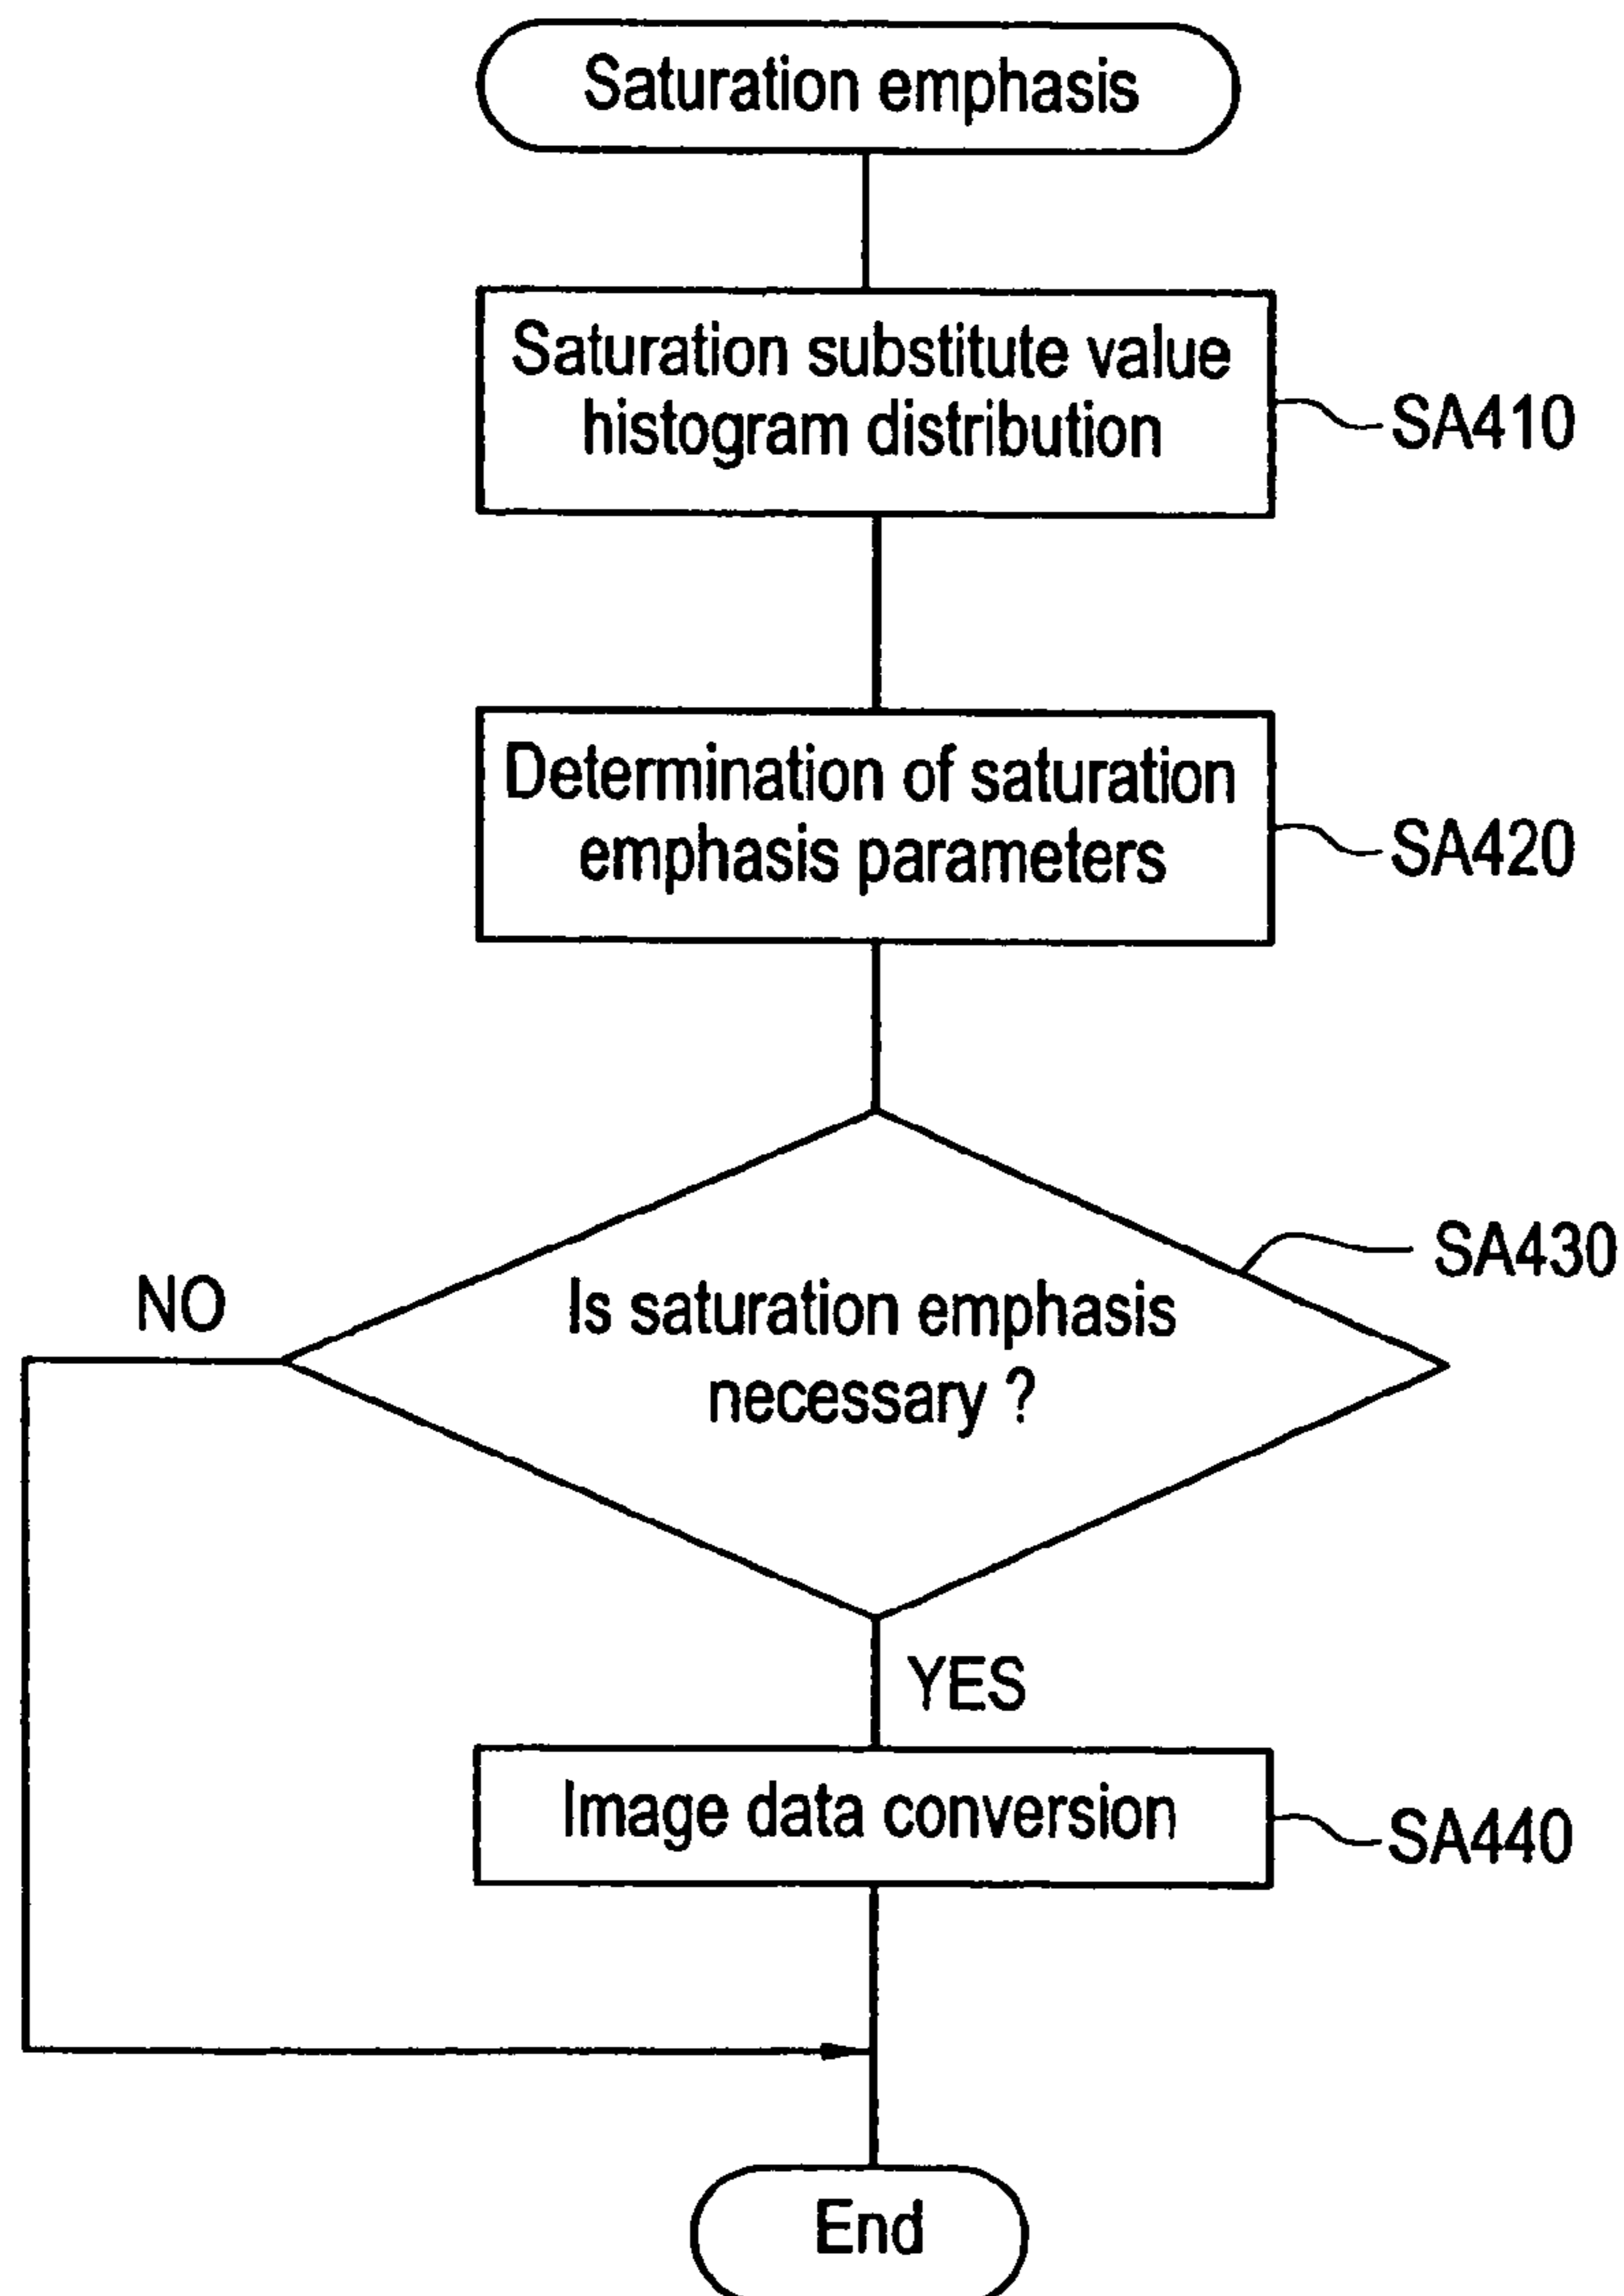 Saturation emphasis
Saturation substitute value
histogram distribution
SA410
Determination of saturation
emphasis parameters
SA420
SA430
NO
Is saturation emphasis
necessary ?
YES
Image data conversion
SA440
End